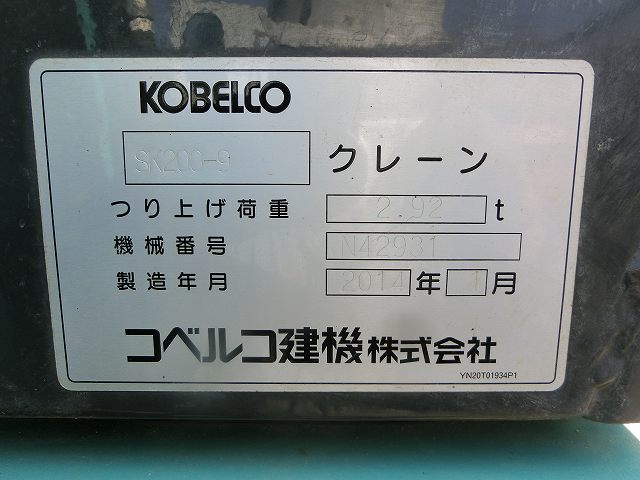 KOBELCO
SK200-9 クレーン
つり上げ荷重 2.92 t
機械番号 N42931
製造年月 2014 年 1 月
コベルコ建機株式会社
YN20T01934P1